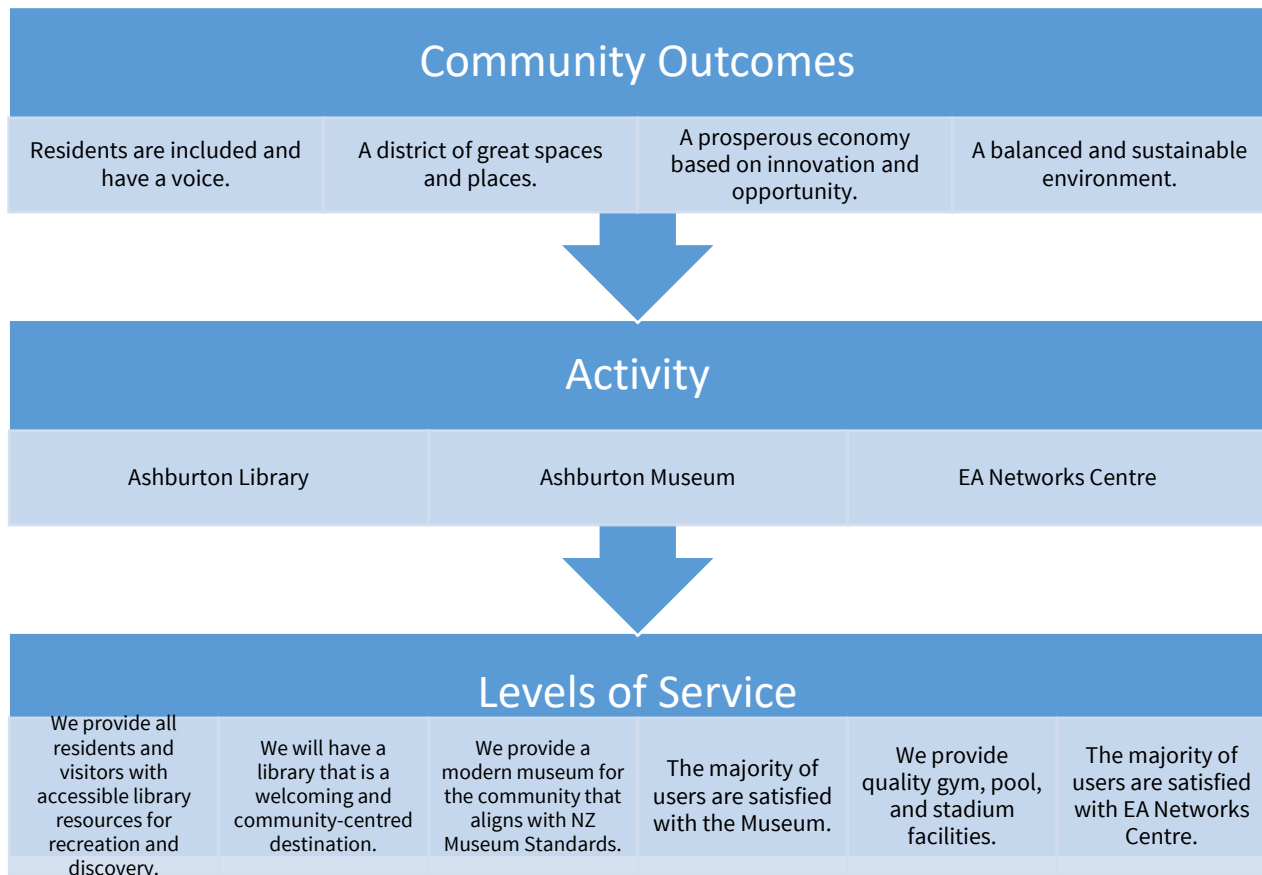 Community Outcomes
Residents are included and
have a voice.
A district of great spaces
and places.
A prosperous economy
based on innovation and
opportunity.
A balanced and sustainable
environment.
Activity
Ashburton Library
Ashburton Museum
EA Networks Centre
Levels of Service
We provide all
residents and
visitors with
accessible library
resources for
recreation and
discovery.
We will have a
library that is a
welcoming and
community-centred
destination.
We provide a
modern museum for
the community that
aligns with NZ
Museum Standards.
The majority of
users are satisfied
with the Museum.
We provide
quality gym, pool,
and stadium
facilities.
The majority of
users are satisfied
with EA Networks
Centre.